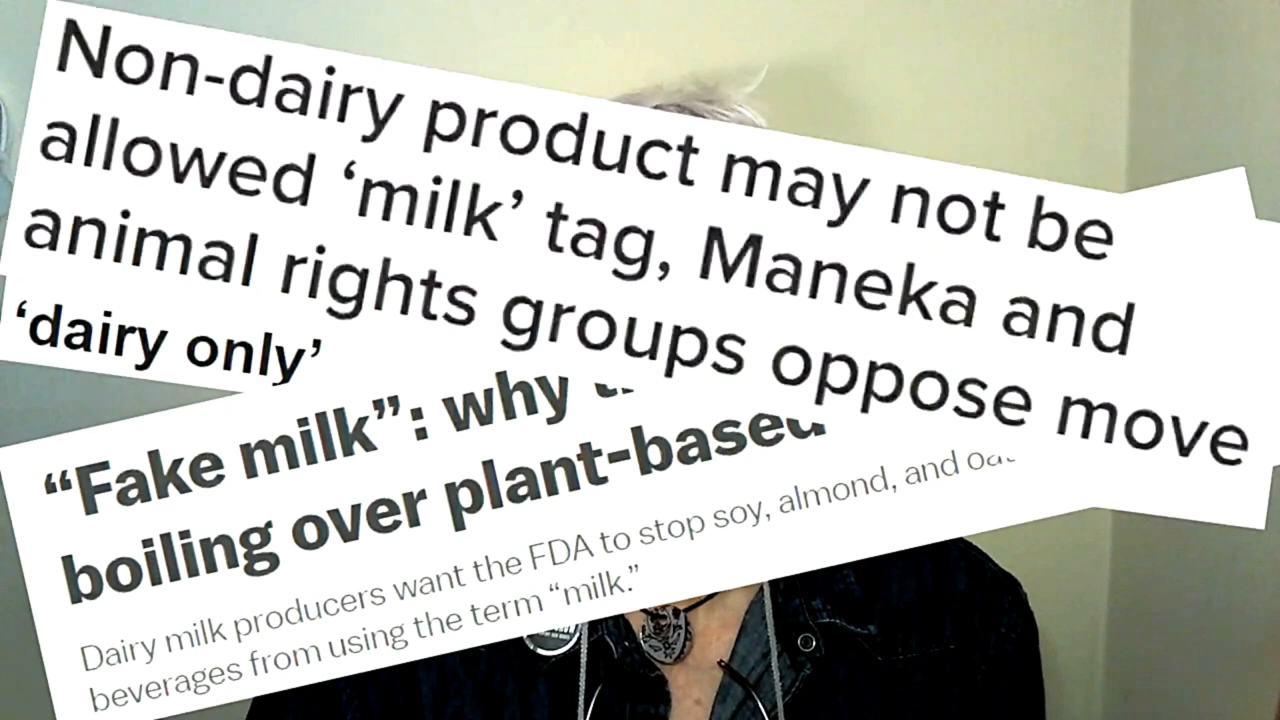 Non-dairy product may not be
allowed ‘milk’ tag, Maneka and
animal rights groups oppose move
‘dairy only’
“Fake milk”: why
boiling over plant-based
Dairy milk producers want the FDA to stop soy, almond, and
beverages from using the term “milk.”